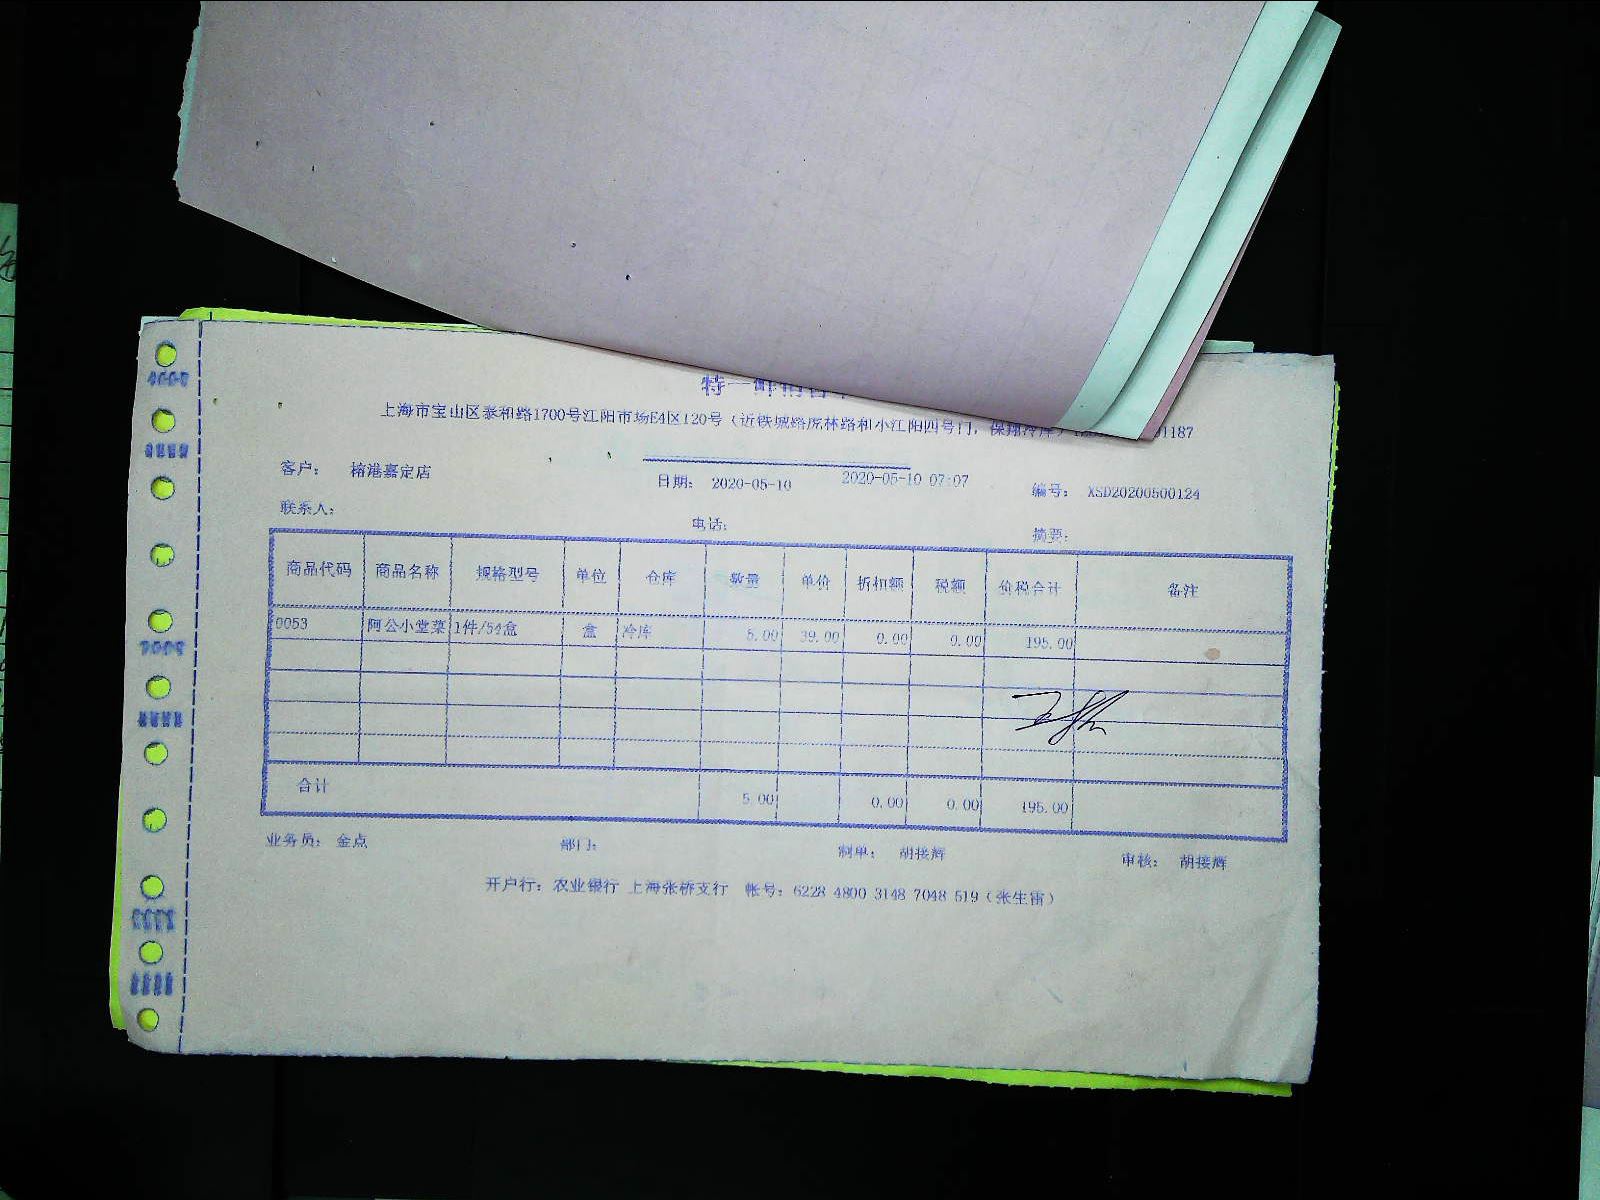 特一鲜销售
上海市宝山区泰和路1700号江阳市场E4区120号（近铁城路虎林路和小江阳四号门，保翔冷库）
客户： 榕港嘉定店 日期： 2020-05-10 2020-05-10 07:07 编号： XSD20200500124
联系人： 电话： 摘要：
商品代码 商品名称 规格型号 单位 仓库 数量 单价 折扣额 税额 价税合计 备注
0053 阿公小堂菜 1件/54盒 盒 冷库 5.00 39.00 0.00 0.00 195.00
合计 5.00 0.00 0.00 195.00
业务员： 金点 部门： 制单： 胡接辉 审核： 胡接辉
开户行：农业银行 上海张桥支行 帐号：6228 4800 3148 7048 519（张生雷）